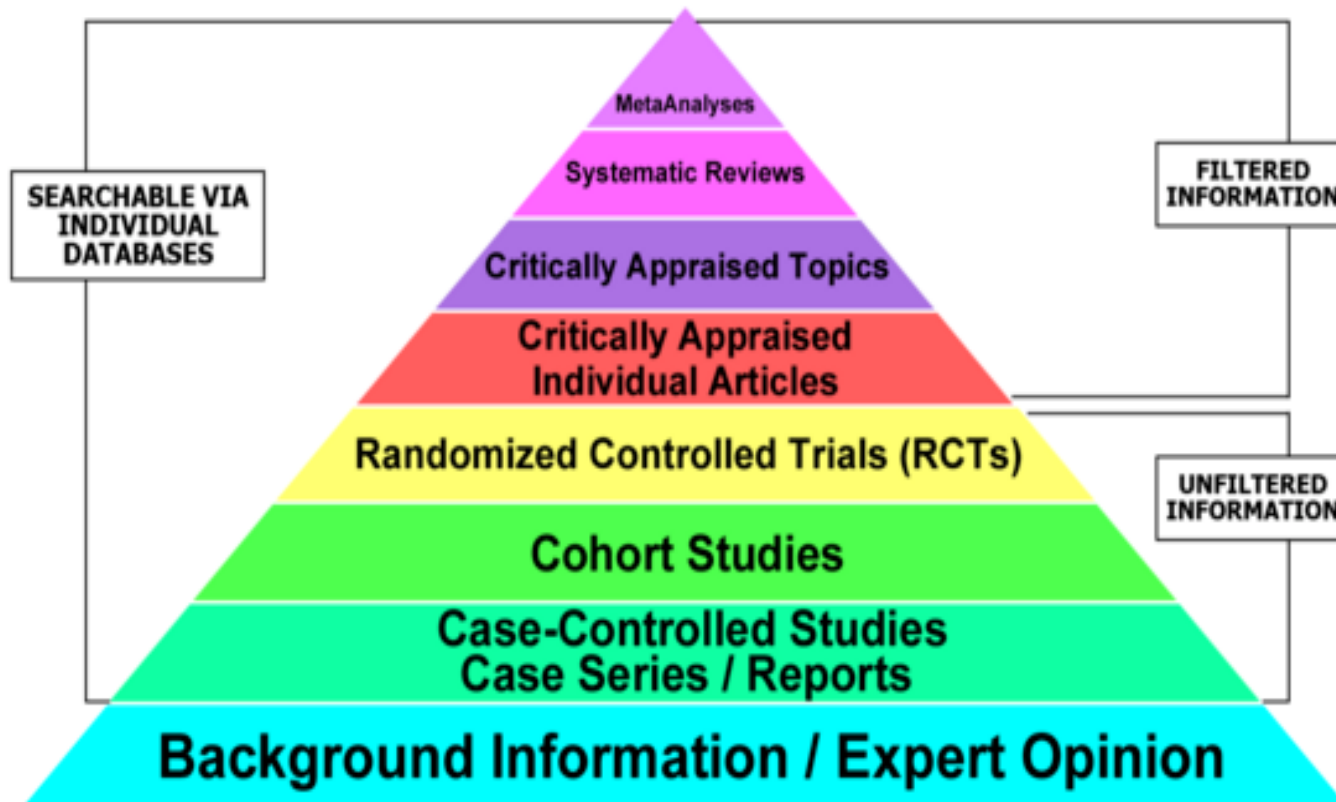 MetaAnalyses
Systematic Reviews
SEARCHABLE VIA
INDIVIDUAL
DATABASES
FILTERED
INFORMATION
Critically Appraised Topics
Critically Appraised
Individual Articles
Randomized Controlled Trials (RCTs)
UNFILTERED
INFORMATION
Cohort Studies
Case-Controlled Studies
Case Series / Reports
Background Information / Expert Opinion